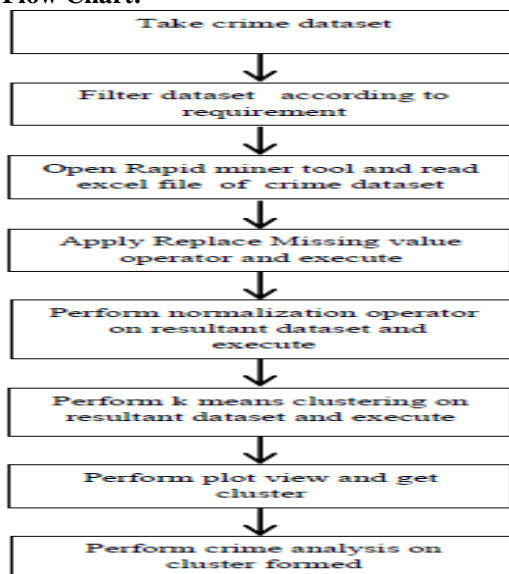 Flow Chart:
Take crime dataset
Filter dataset according to
requirement
Open Rapid miner tool and read
excel file of crime dataset
Apply Replace Missing value
operator and execute
Perform normalization operator
on resultant dataset and
execute
Perform k means clustering on
resultant dataset and execute
Perform plot view and get
cluster
Perform crime analysis on
cluster formed